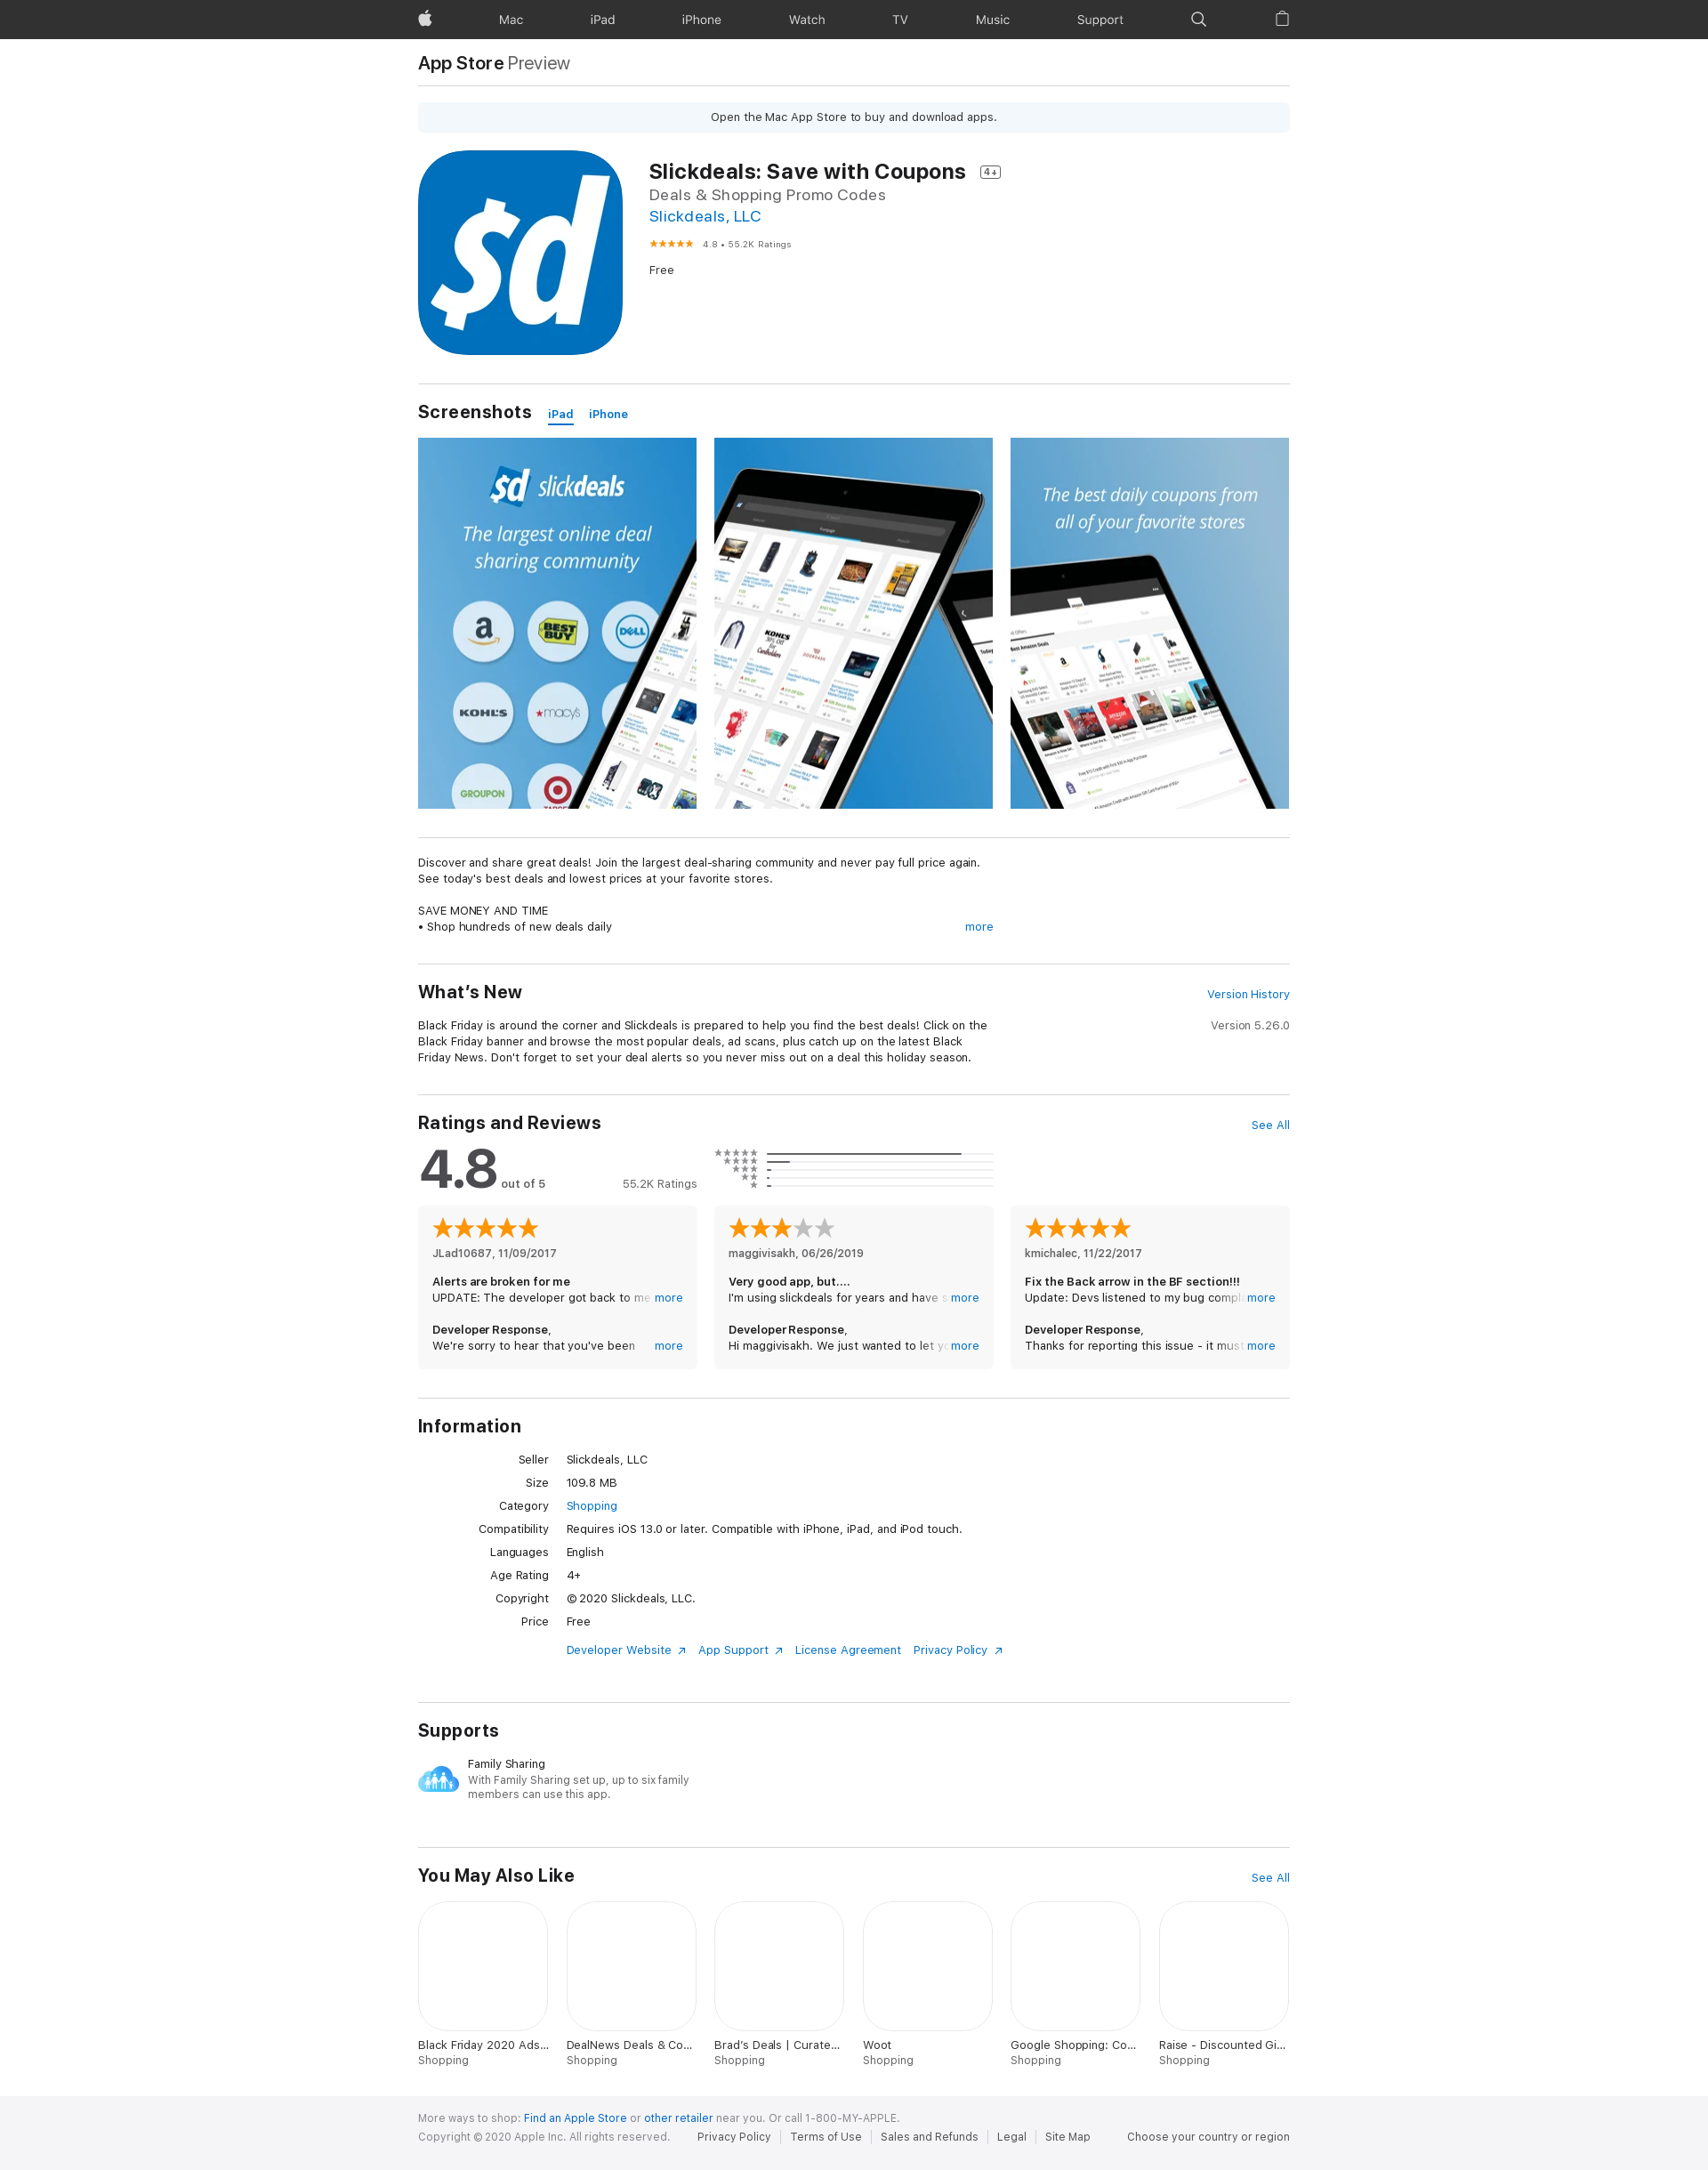 Mac iPad iPhone Watch TV Music Support
App Store Preview
Open the Mac App Store to buy and download apps.
Slickdeals: Save with Coupons 4+
Deals & Shopping Promo Codes
Slickdeals, LLC
4.8 • 55.2K Ratings
Free
$d
Screenshots iPad iPhone
$d slickdeals
The largest online deal
sharing community
a
BEST BUY
DELL
KOHL'S
macy's
GROUPON
The best daily coupons from
all of your favorite stores
Discover and share great deals! Join the largest deal-sharing community and never pay full price again.
See today's best deals and lowest prices at your favorite stores.
SAVE MONEY AND TIME
• Shop hundreds of new deals daily more
What's New Version History
Black Friday is around the corner and Slickdeals is prepared to help you find the best deals! Click on the
Black Friday banner and browse the most popular deals, ad scans, plus catch up on the latest Black
Friday News. Don't forget to set your deal alerts so you never miss out on a deal this holiday season.
Version 5.26.0
Ratings and Reviews See All
4.8 out of 5 55.2K Ratings
JLad10687, 11/09/2017
Alerts are broken for me
UPDATE: The developer got back to me more
Developer Response,
We're sorry to hear that you've been more
maggivisakh, 06/26/2019
Very good app, but....
I'm using slickdeals for years and have more
Developer Response,
Hi maggivisakh. We just wanted to let more
kmichalec, 11/22/2017
Fix the Back arrow in the BF section!!!
Update: Devs listened to my bug more
Developer Response,
Thanks for reporting this issue - it must more
Information
Seller Slickdeals, LLC
Size 109.8 MB
Category Shopping
Compatibility Requires iOS 13.0 or later. Compatible with iPhone, iPad, and iPod touch.
Languages English
Age Rating 4+
Copyright © 2020 Slickdeals, LLC.
Price Free
Developer Website App Support License Agreement Privacy Policy
Supports
Family Sharing
With Family Sharing set up, up to six family
members can use this app.
You May Also Like See All
Black Friday 2020 Ads…
Shopping
DealNews Deals & Co…
Shopping
Brad's Deals | Curate…
Shopping
Woot
Shopping
Google Shopping: Co…
Shopping
Raise - Discounted Gi…
Shopping
More ways to shop: Find an Apple Store or other retailer near you. Or call 1-800-MY-APPLE.
Copyright © 2020 Apple Inc. All rights reserved. Privacy Policy Terms of Use Sales and Refunds Legal Site Map Choose your country or region